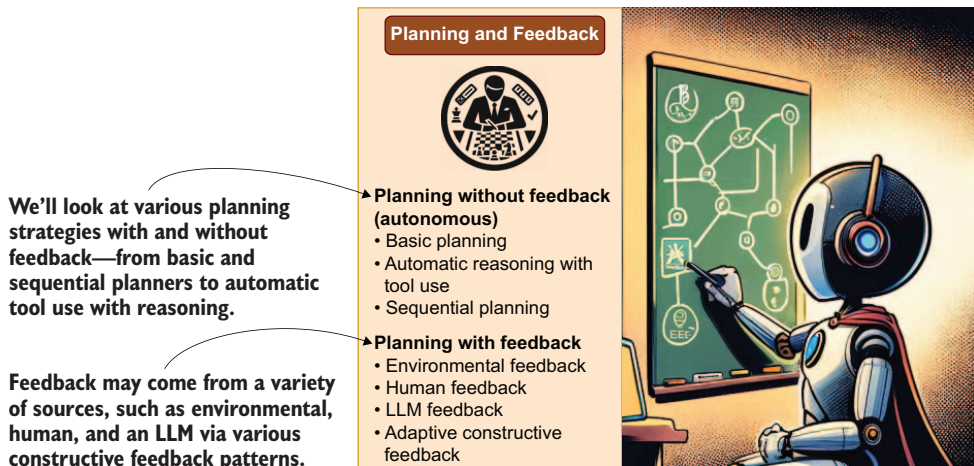 Planning and Feedback
We'll look at various planning
strategies with and without
feedback—from basic and
sequential planners to automatic
tool use with reasoning.
Feedback may come from a variety
of sources, such as environmental,
human, and an LLM via various
constructive feedback patterns.
Planning without feedback
(autonomous)
• Basic planning
• Automatic reasoning with
tool use
• Sequential planning
Planning with feedback
• Environmental feedback
• Human feedback
• LLM feedback
• Adaptive constructive
feedback